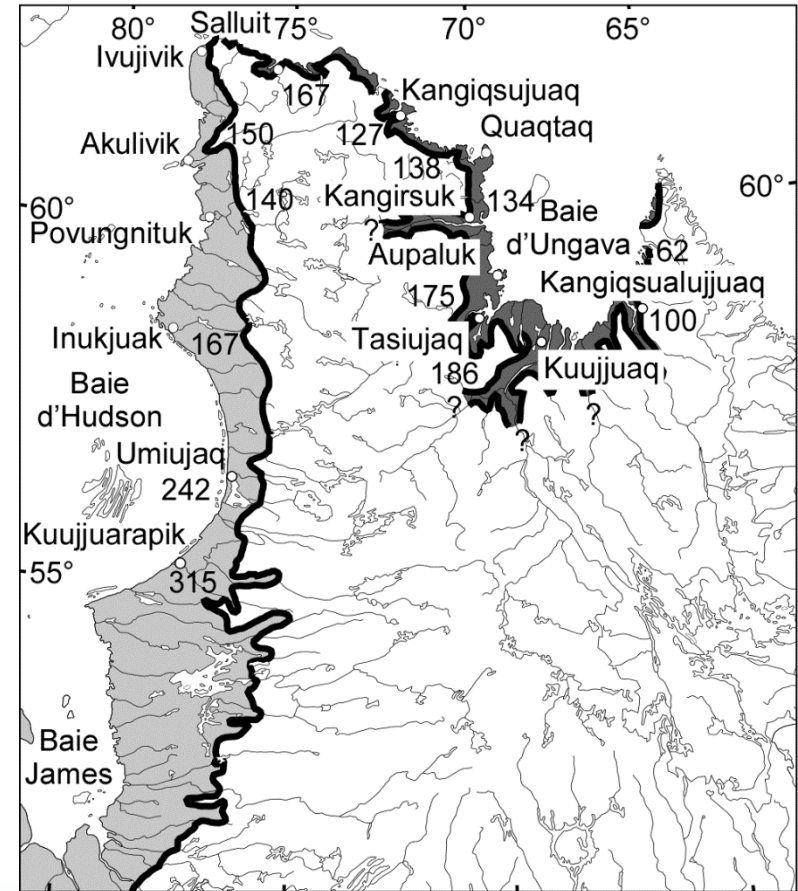 80°
Salluit
75°
70°
65°
Ivujivik
167
Kangiqsujuaq
150
127
Quaqtaq
Akulivik
138
60°
140
Kangirsuk
134
60°
Baie
d'Ungava
Povungnituk
?
Aupaluk
62
175
Kangiqsualujjuaq
100
Inukjuak
167
Tasiujaq
186
Kuujjuaq
Baie
d'Hudson
?
?
?
Umiujaq
242
Kuujjuarapik
55°
315
Baie
James